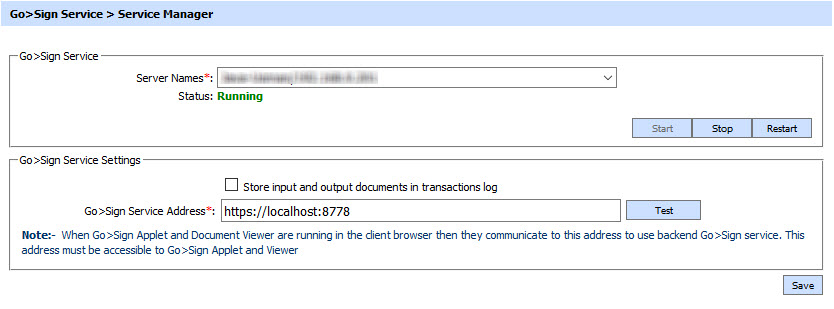 Go>Sign Service > Service Manager
Go>Sign Service
Server Names*:
Status: Running
Start Stop Restart
Go>Sign Service Settings
Store input and output documents in transactions log
Go>Sign Service Address*: https://localhost:8778 Test
Note:- When Go>Sign Applet and Document Viewer are running in the client browser then they communicate to this address to use backend Go>Sign service. This
address must be accessible to Go>Sign Applet and Viewer
Save